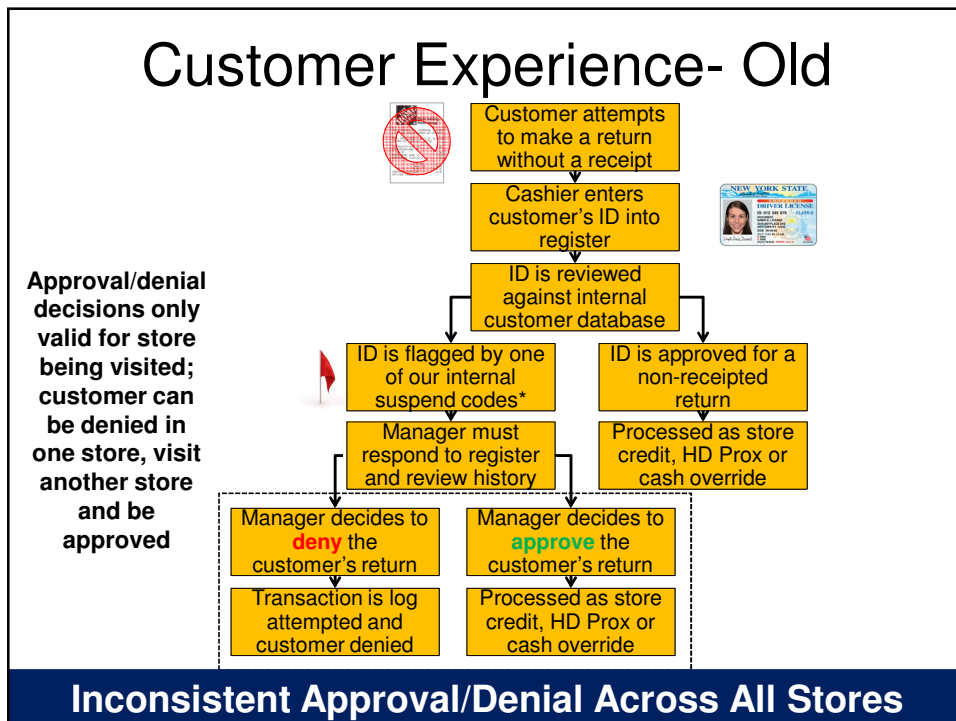 Customer Experience- Old
Customer attempts
to make a return
without a receipt
Cashier enters
customer's ID into
register
NEW YORK STATE
DRIVER LICENSE
CLASS D
ID is reviewed
against internal
customer database
Approval/denial
decisions only
valid for store
being visited;
customer can
be denied in
one store, visit
another store
and be
approved
ID is flagged by one
of our internal
suspend codes*
ID is approved for a
non-receipted
return
Manager must
respond to register
and review history
Processed as store
credit, HD Prox or
cash override
Manager decides to
deny the
customer's return
Manager decides to
approve the
customer's return
Transaction is log
attempted and
customer denied
Processed as store
credit, HD Prox or
cash override
Inconsistent Approval/Denial Across All Stores